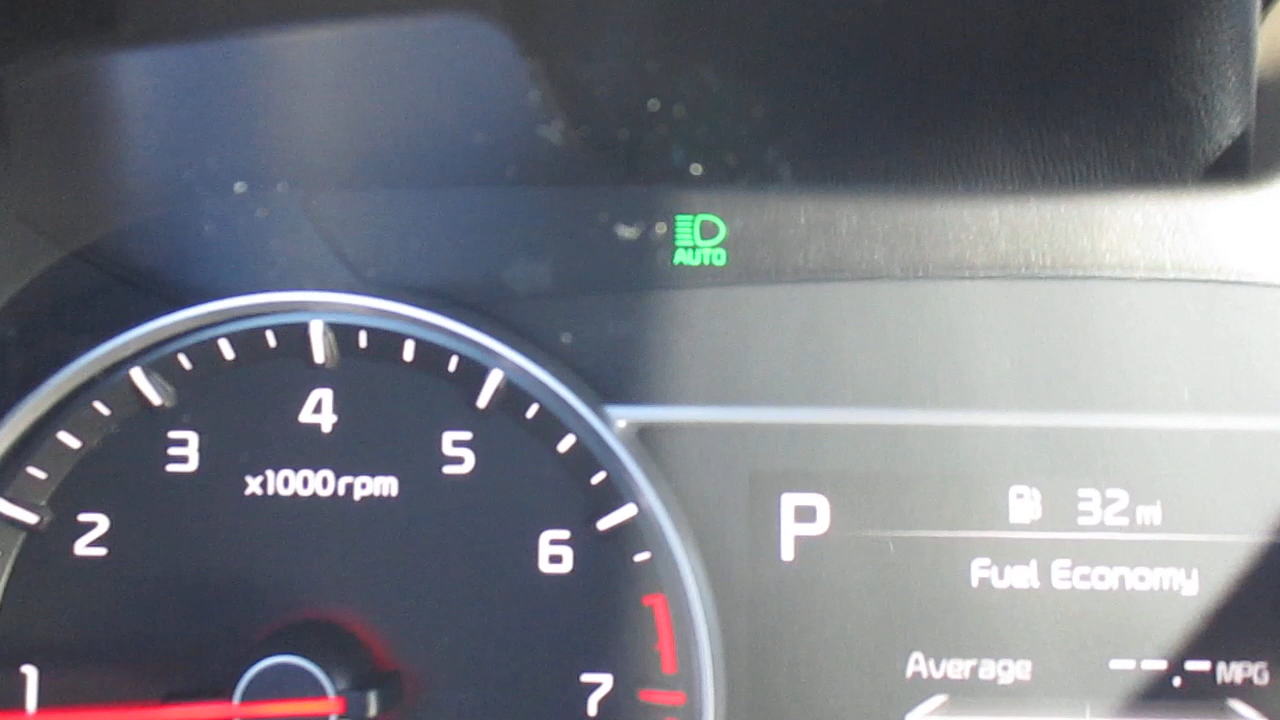 AUTO
4
3
5
x1000rpm
2
6
1
7
P
32 mi
Fuel Economy
Average --.- MPG